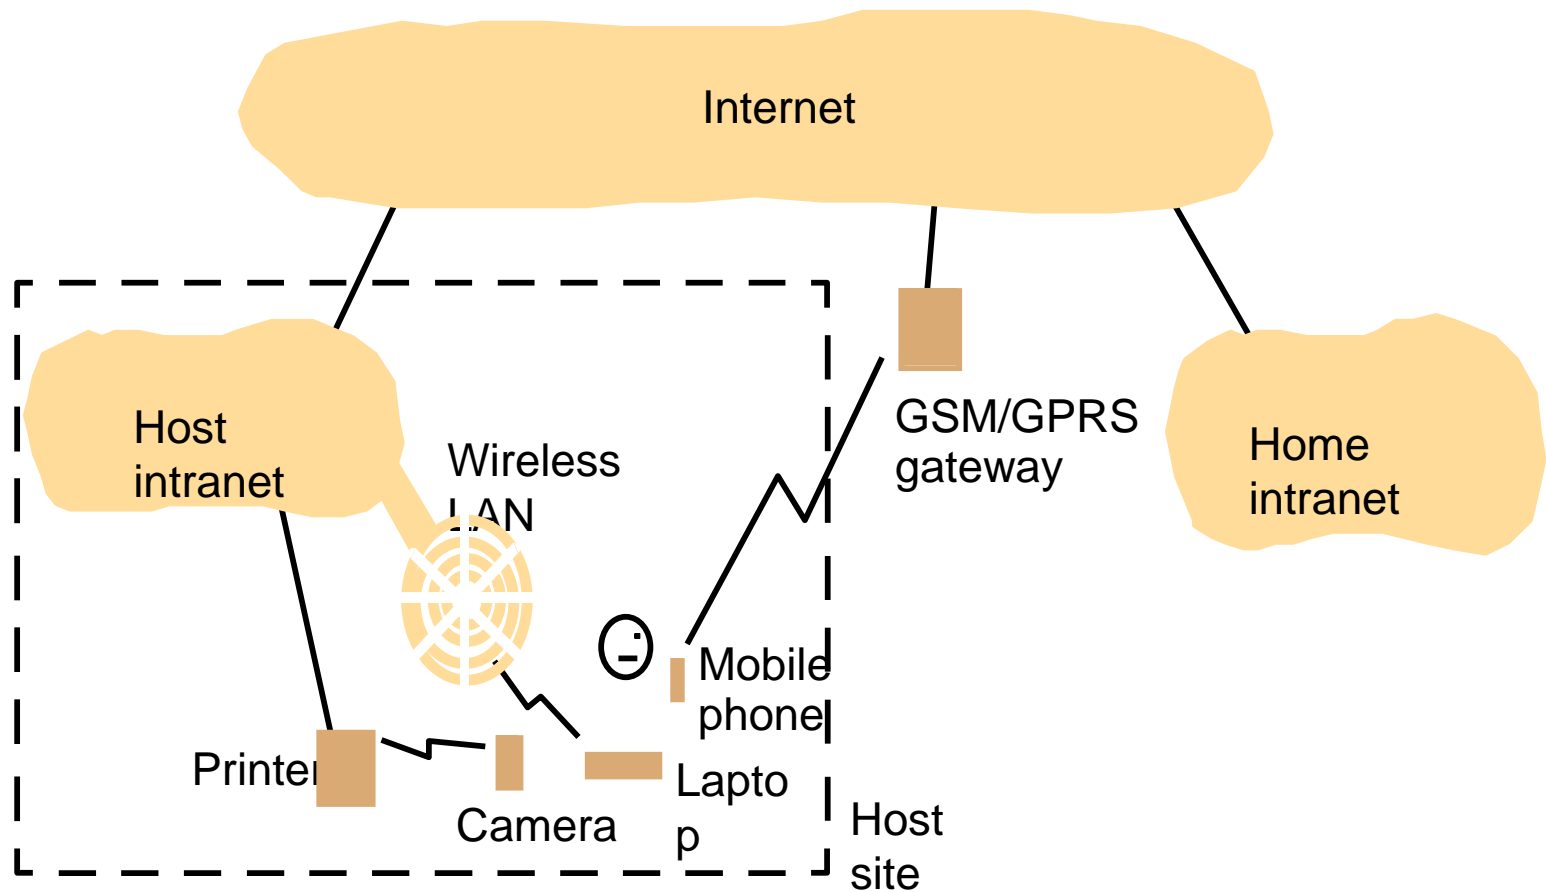 Internet
Host
intranet
Wireless
LAN
GSM/GPRS
gateway
Home
intranet
Mobile
phone
Printer
Camera
Lapto
p
Host
site